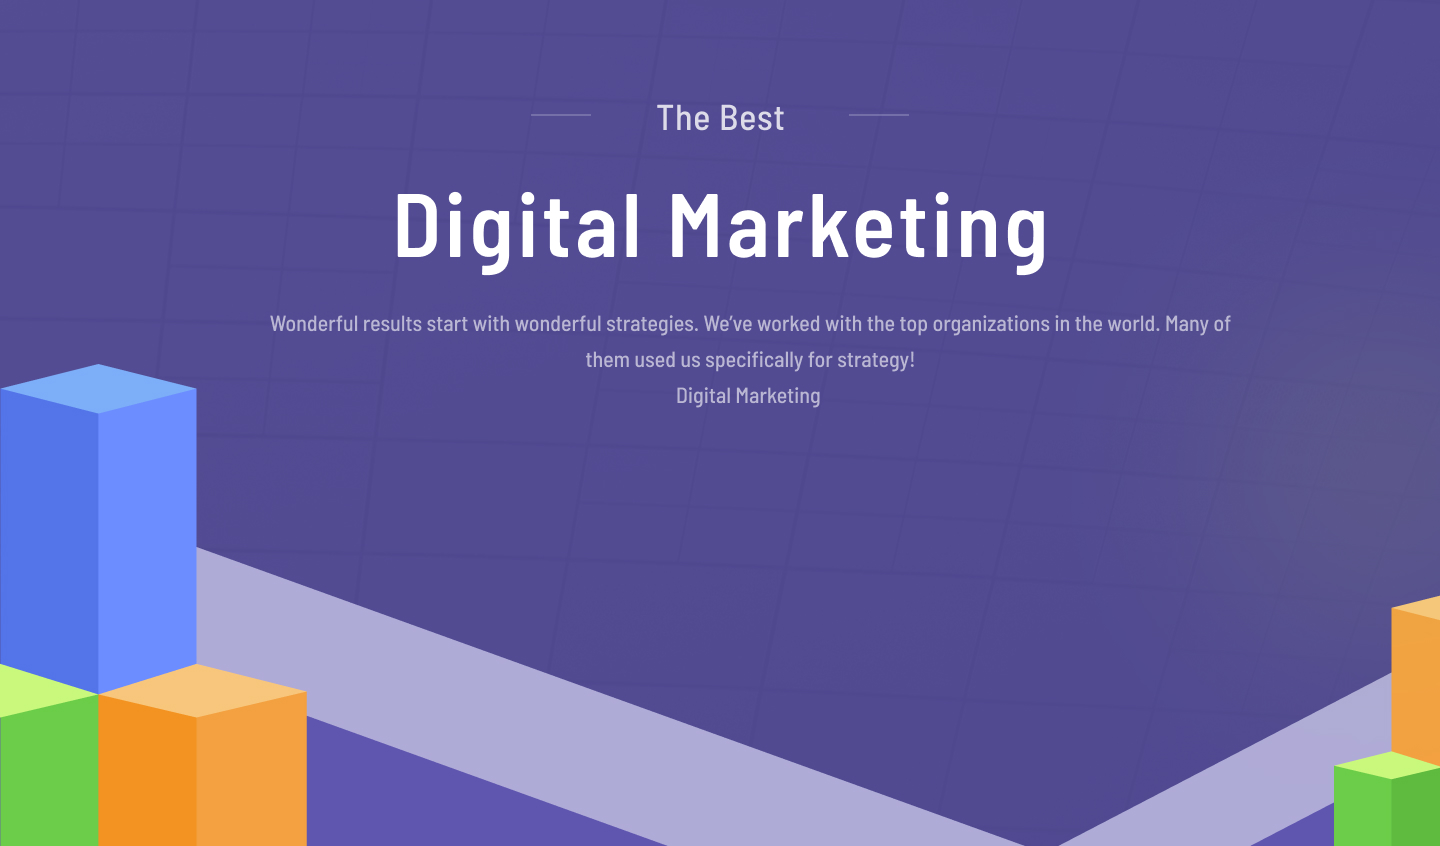 The Best
Digital Marketing
Wonderful results start with wonderful strategies. We’ve worked with the top organizations in the world. Many of
them used us specifically for strategy!
Digital Marketing